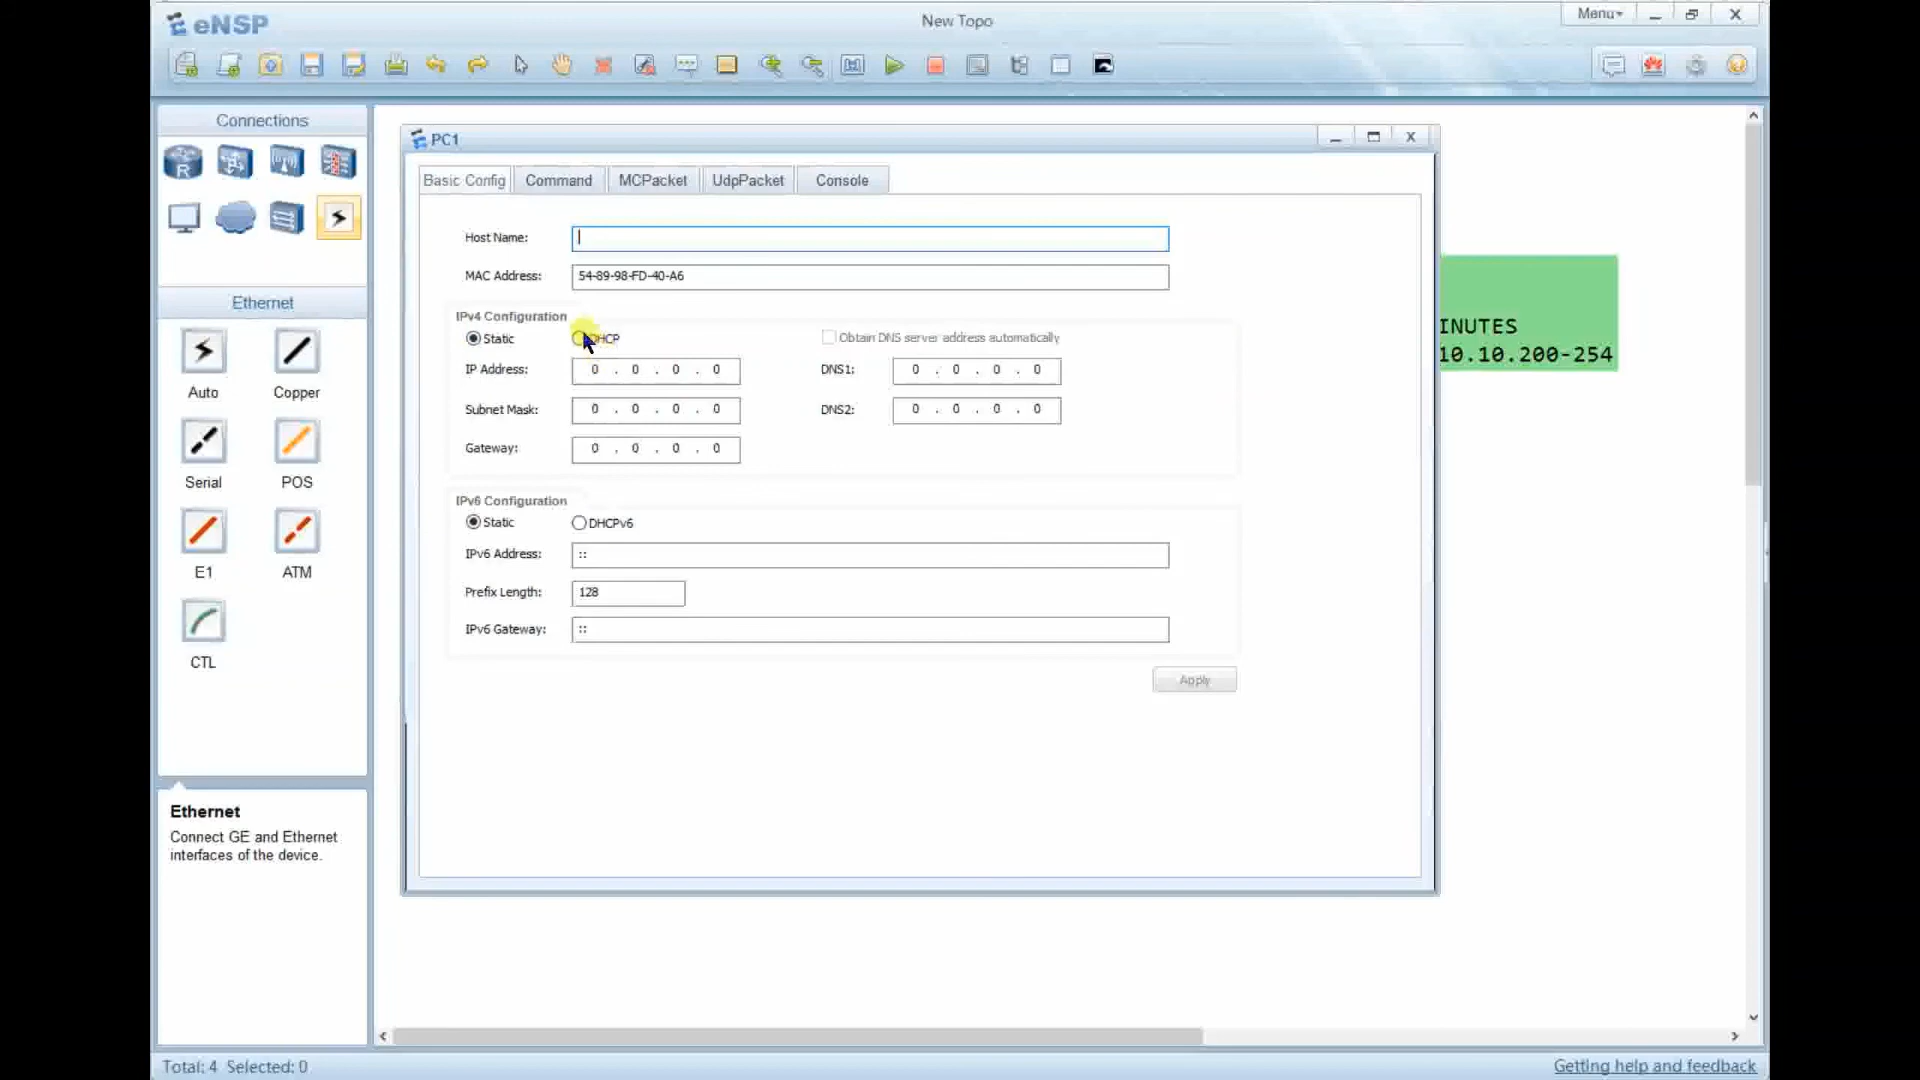 eNSP
New Topo
Menu
Connections
R
Ethernet
Auto
Copper
Serial
POS
E1
ATM
CTL
Ethernet
Connect GE and Ethernet
interfaces of the device.
PC1
Basic Config
Command
MCPacket
UdpPacket
Console
Host Name:
MAC Address:
54-89-98-FD-40-A6
IPv4 Configuration
Static
DHCP
Obtain DNS server address automatically
IP Address:
0 . 0 . 0 . 0
DNS1:
0 . 0 . 0 . 0
Subnet Mask:
0 . 0 . 0 . 0
DNS2:
0 . 0 . 0 . 0
Gateway:
0 . 0 . 0 . 0
IPv6 Configuration
Static
DHCPv6
IPv6 Address:
::
Prefix Length:
128
IPv6 Gateway:
::
Apply
INUTES
10.10.200-254
Total: 4 Selected: 0
Getting help and feedback